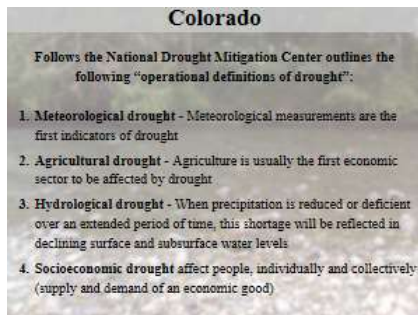 Colorado
Follows the National Drought Mitigation Center outlines the
following “operational definitions of drought”:
1. Meteorological drought - Meteorological measurements are the
first indicators of drought
2. Agricultural drought - Agriculture is usually the first economic
sector to be affected by drought
3. Hydrological drought - When precipitation is reduced or deficient
over an extended period of time, this shortage will be reflected in
declining surface and subsurface water levels
4. Socioeconomic drought affect people, individually and collectively
(supply and demand of an economic good)